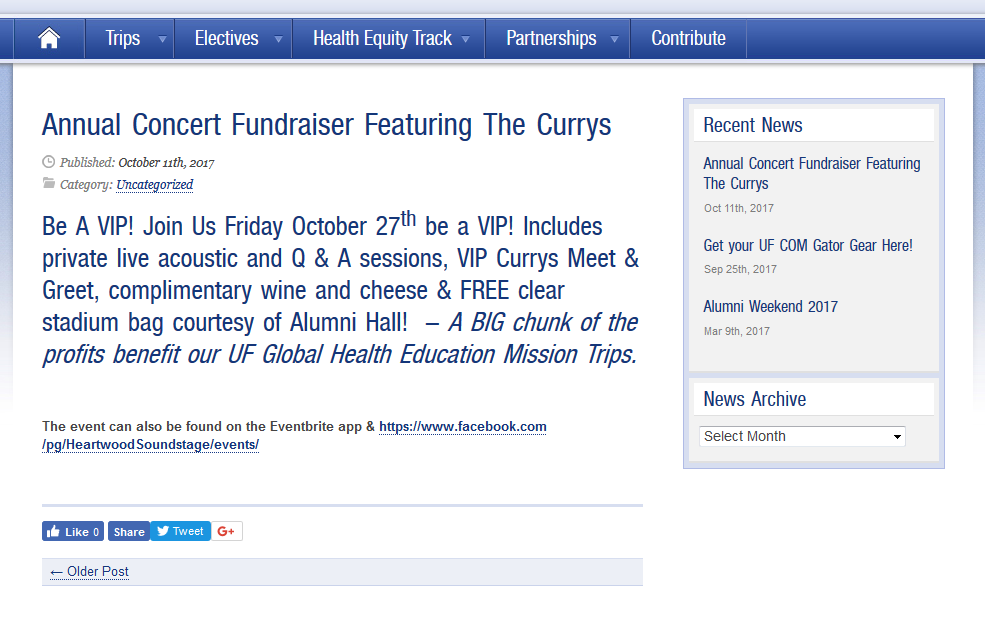 Trips
Electives
Health Equity Track
Partnerships
Contribute
Annual Concert Fundraiser Featuring The Currys
Published: October 11th, 2017
Category: Uncategorized
Be A VIP! Join Us Friday October 27th be a VIP! Includes
private live acoustic and Q & A sessions, VIP Currys Meet &
Greet, complimentary wine and cheese & FREE clear
stadium bag courtesy of Alumni Hall!  – A BIG chunk of the
profits benefit our UF Global Health Education Mission Trips.
The event can also be found on the Eventbrite app & https://www.facebook.com
/pg/HeartwoodSoundstage/events/
Like 0
Share
Tweet
G+
← Older Post
Recent News
Annual Concert Fundraiser Featuring
The Currys
Oct 11th, 2017
Get your UF COM Gator Gear Here!
Sep 25th, 2017
Alumni Weekend 2017
Mar 9th, 2017
News Archive
Select Month